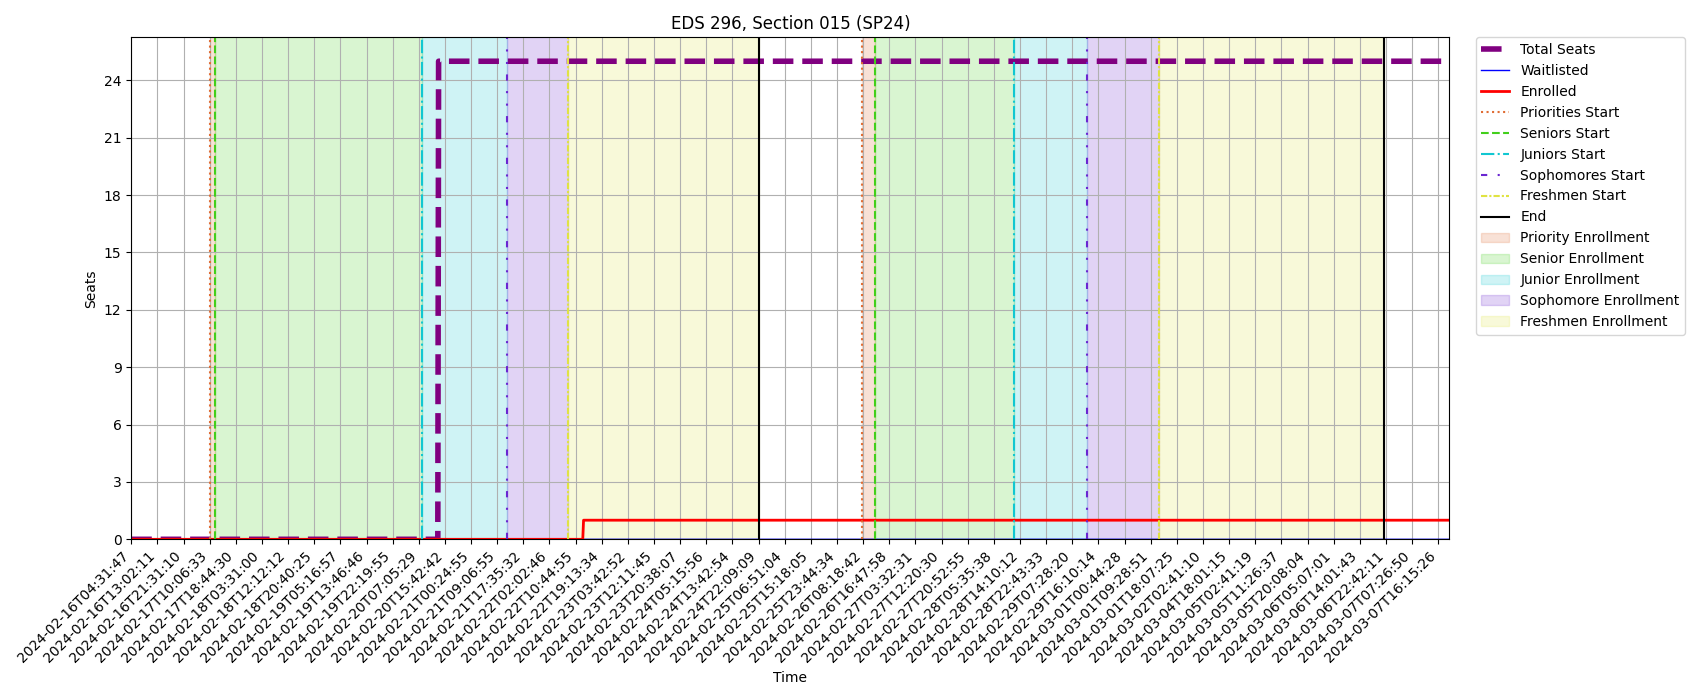 EDS 296, Section 015 (SP24)
Seats
24
21
18
15
12
9
6
3
0
2024-02-16T04:31:47
2024-02-16T13:02:11
2024-02-16T21:31:10
2024-02-17T10:06:33
2024-02-17T18:44:30
2024-02-18T03:31:00
2024-02-18T12:12:12
2024-02-18T20:40:25
2024-02-19T05:16:57
2024-02-19T13:46:46
2024-02-19T22:19:55
2024-02-20T07:05:29
2024-02-20T15:42:42
2024-02-21T00:24:55
2024-02-21T09:06:55
2024-02-21T17:35:32
2024-02-22T02:02:46
2024-02-22T10:44:55
2024-02-22T19:13:34
2024-02-23T03:42:52
2024-02-23T12:11:45
2024-02-23T20:38:07
2024-02-24T05:15:56
2024-02-24T13:42:54
2024-02-24T22:09:09
2024-02-25T06:51:04
2024-02-25T15:18:05
2024-02-25T23:44:34
2024-02-26T08:18:42
2024-02-26T16:47:58
2024-02-27T03:32:31
2024-02-27T12:20:30
2024-02-27T20:52:55
2024-02-28T05:35:38
2024-02-28T14:10:12
2024-02-28T22:43:33
2024-02-29T07:28:20
2024-02-29T16:10:14
2024-03-01T00:44:28
2024-03-01T09:28:51
2024-03-01T18:07:25
2024-03-02T02:41:10
2024-03-04T18:01:15
2024-03-05T02:41:19
2024-03-05T11:26:37
2024-03-05T20:08:04
2024-03-06T05:07:01
2024-03-06T14:01:43
2024-03-06T22:42:11
2024-03-07T07:26:50
2024-03-07T16:15:26
Time
Total Seats
Waitlisted
Enrolled
Priorities Start
Seniors Start
Juniors Start
Sophomores Start
Freshmen Start
End
Priority Enrollment
Senior Enrollment
Junior Enrollment
Sophomore Enrollment
Freshmen Enrollment